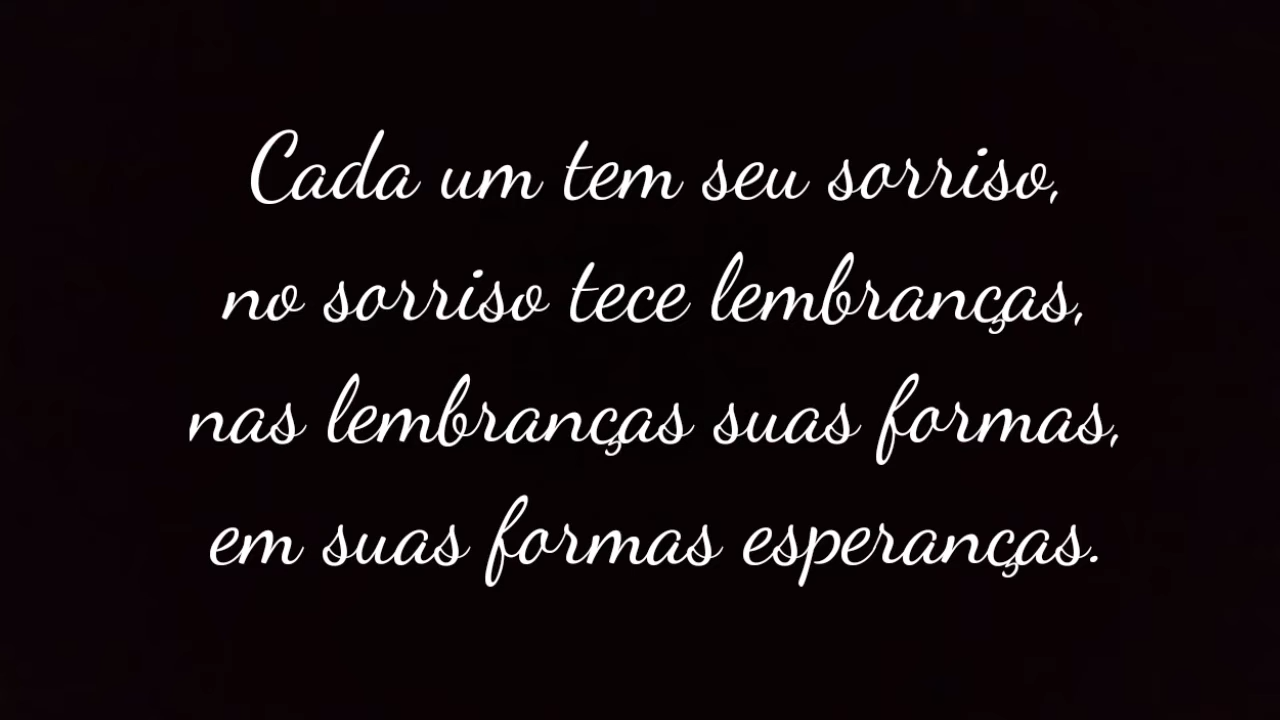 Cada um tem seu sorriso,
no sorriso tece lembranças,
nas lembranças suas formas,
em suas formas esperanças.